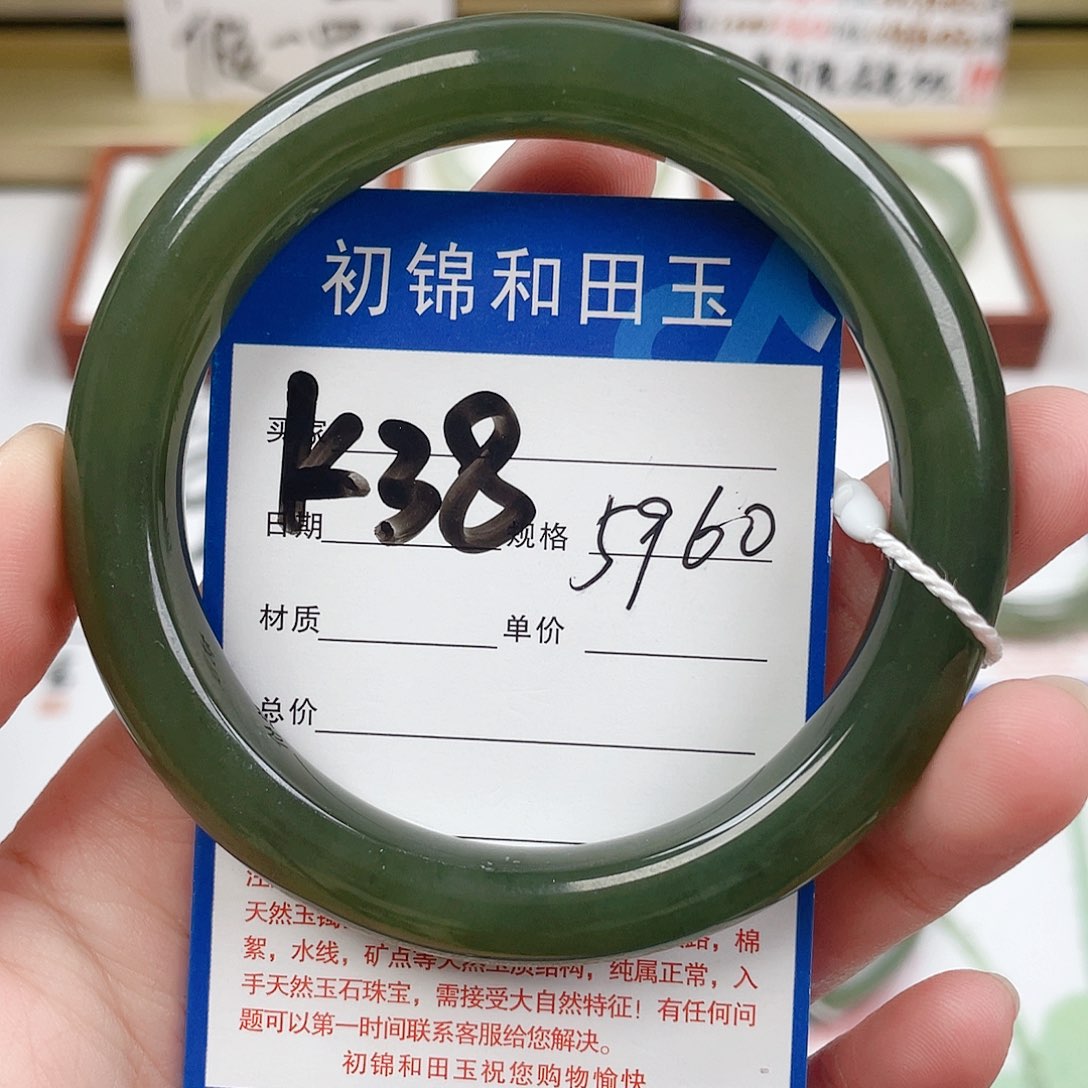 初锦和田玉
K38
买家
日期 规格 5960
材质 单价
总价
天然玉镯
棉
絮，水线，矿点等天然玉质结构，纯属正常，入
手天然玉石珠宝，需接受大自然特征！有任何问
题可以第一时间联系客服给您解决。
初锦和田玉祝您购物愉快